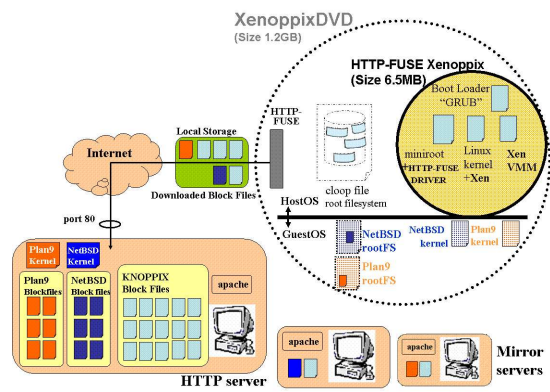 XenoppixDVD
(Size 1.2GB)
HTTP-FUSE Xenoppix
(Size 6.5MB)
Boot Loader
“GRUB”
miniroot
+HTTP-FUSE
DRIVER
Linux
kernel
+Xen
Xen
VMM
HTTP-
FUSE
Local Storage
Internet
Downloaded Block Files
cloop file
root filesystem
HostOS
GuestOS
NetBSD
rootFS
Plan9
rootFS
NetBSD
kernel
Plan9
kernel
port 80
Plan9
Kernel
NetBSD
Kernel
Plan9
Blockfiles
NetBSD
Block files
KNOPPIX
Block Files
apache
HTTP server
apache
apache
Mirror
servers